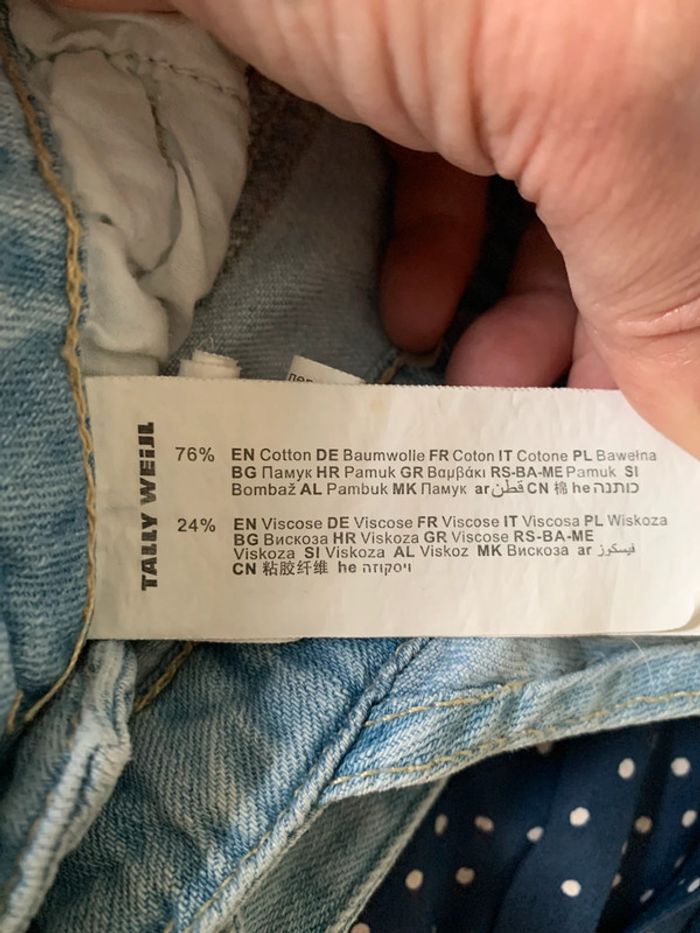 TALLY WEiJL
76% EN Cotton DE Baumwolle FR Coton IT Cotone PL Bawełna
BG Памук HR Pamuk GR Βαμβάκι RS-BA-ME Pamuk SI
Bombaž AL Pambuk MK Памук ar قطن CN 棉 he כותנה
24% EN Viscose DE Viscose FR Viscose IT Viscosa PL Wiskoza
BG Вискоза HR Viskoza GR Viscose RS-BA-ME
Viskoza SI Viskoza AL Viskoz MK Вискоза ar فيسكوز
CN 粘胶纤维 he ויסקוזה